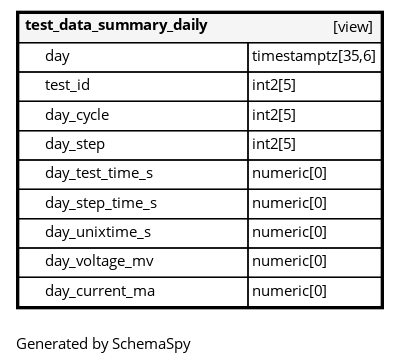 test_data_summary_daily [view]
day timestamptz[35,6]
test_id int2[5]
day_cycle int2[5]
day_step int2[5]
day_test_time_s numeric[0]
day_step_time_s numeric[0]
day_unixtime_s numeric[0]
day_voltage_mv numeric[0]
day_current_ma numeric[0]
Generated by SchemaSpy